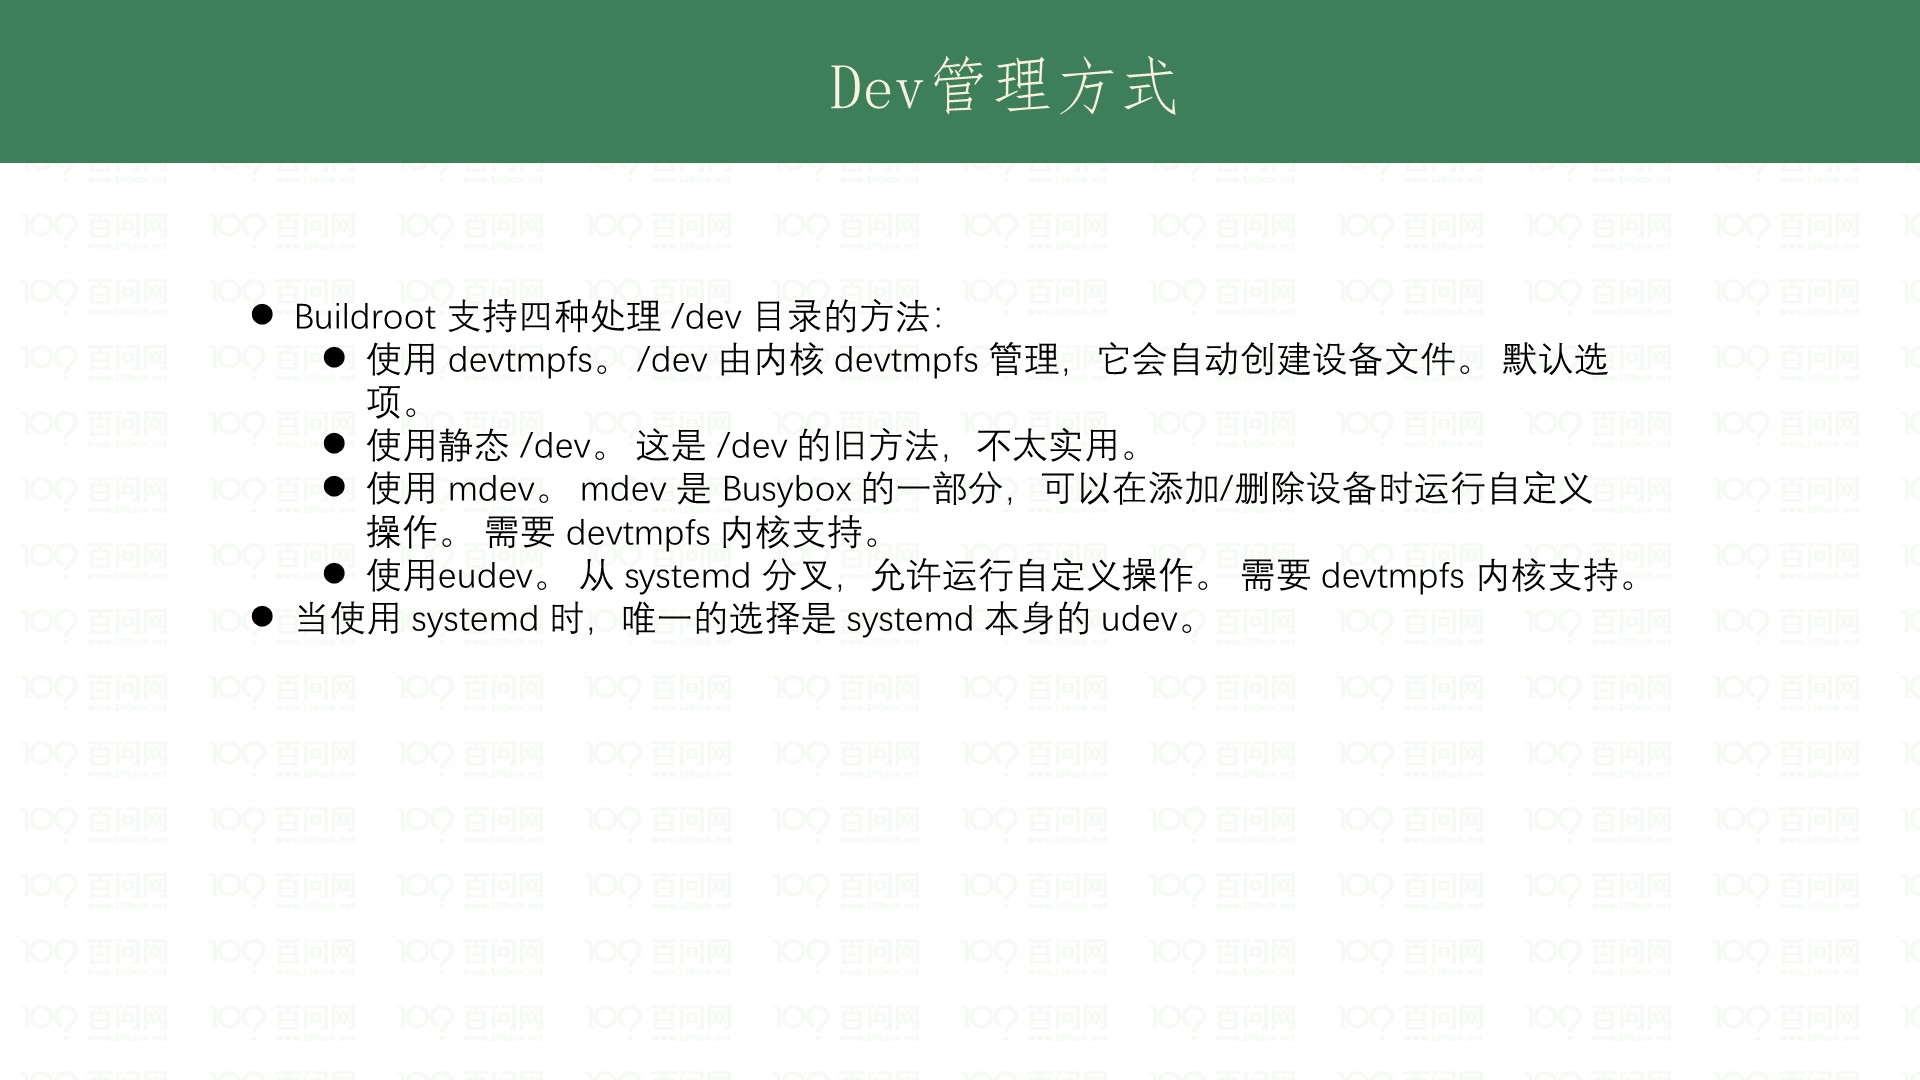 Dev管理方式
● Buildroot 支持四种处理 /dev 目录的方法：
● 使用 devtmpfs。 /dev 由内核 devtmpfs 管理，它会自动创建设备文件。 默认选
项。
● 使用静态 /dev。 这是 /dev 的旧方法，不太实用。
● 使用 mdev。 mdev 是 Busybox 的一部分，可以在添加/删除设备时运行自定义
操作。 需要 devtmpfs 内核支持。
● 使用eudev。 从 systemd 分叉，允许运行自定义操作。 需要 devtmpfs 内核支持。
● 当使用 systemd 时，唯一的选择是 systemd 本身的 udev。
百问网
www.100ask.net